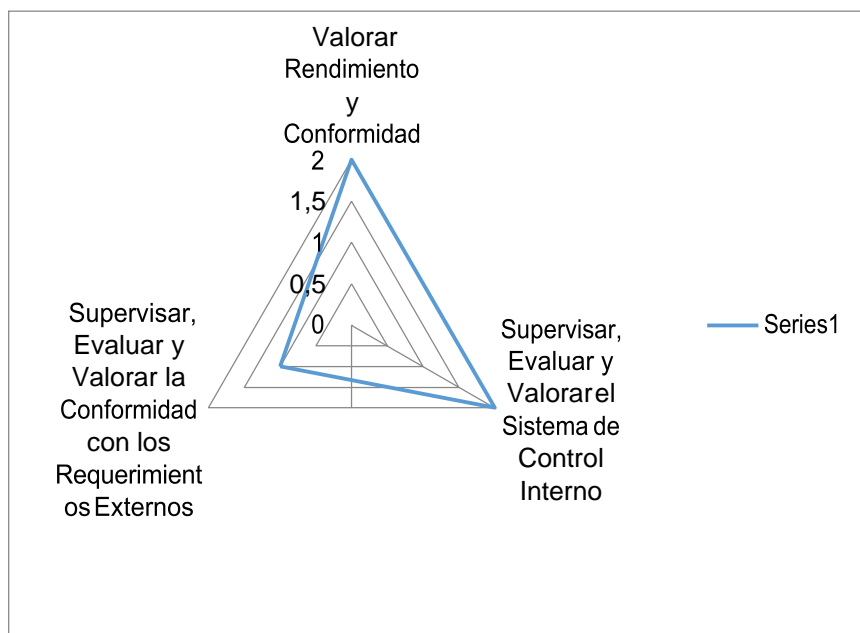 Valorar
Rendimiento
y
Conformidad
2
1,5
1
0,5
0
Supervisar,
Evaluar y
Valorar la
Conformidad
con los
Requerimient
os Externos
Supervisar,
Evaluar y
Valorar el
Sistema de
Control
Interno
Series1